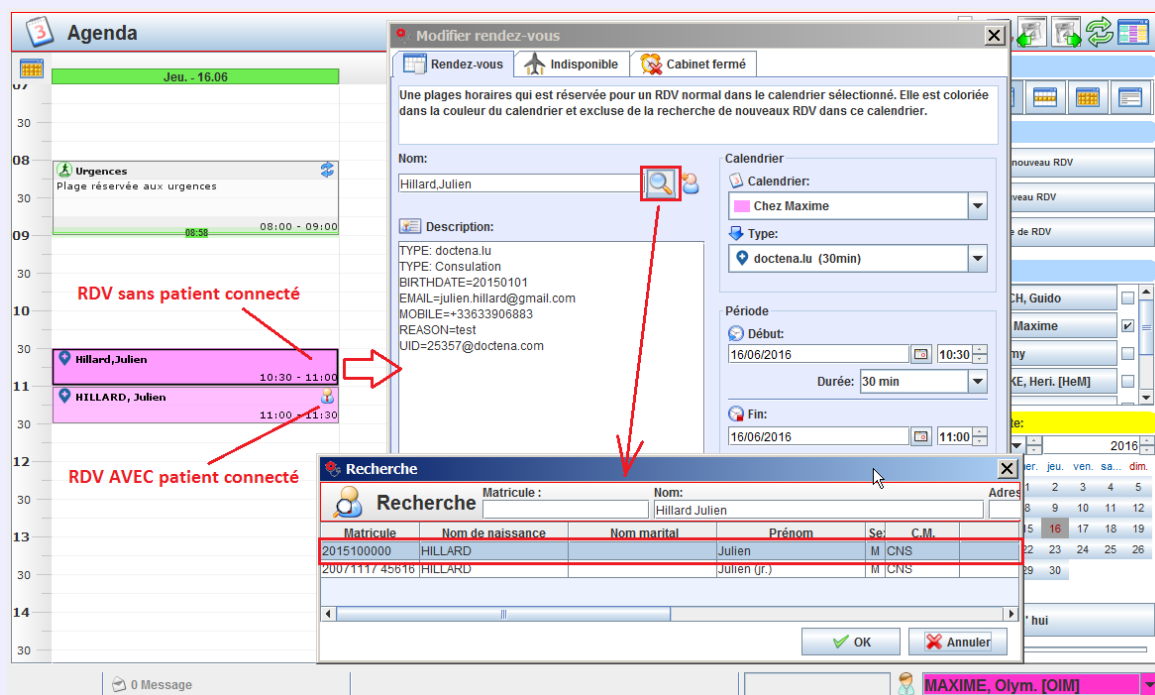 Agenda
Jeu. - 16.06
07
30
08
Urgences
Plage réservée aux urgences
30
08:00 - 09:00
08:58
09
30
RDV sans patient connecté
10
30
Hillard,Julien
10:30 - 11:00
11
HILLARD, Julien
11:00 - 11:30
30
RDV AVEC patient connecté
12
30
13
30
14
30
0 Message
Modifier rendez-vous
Rendez-vous
Indisponible
Cabinet fermé
Une plages horaires qui est réservée pour un RDV normal dans le calendrier sélectionné. Elle est coloriée
dans la couleur du calendrier et excluse de la recherche de nouveaux RDV dans ce calendrier.
Nom:
Hillard,Julien
Description:
TYPE: doctena.lu
TYPE: Consulation
BIRTHDATE=20150101
EMAIL=julien.hillard@gmail.com
MOBILE=+33633906883
REASON=test
UID=25357@doctena.com
Calendrier
Calendrier:
Chez Maxime
Type:
doctena.lu (30min)
Période
Début:
16/06/2016 10:30
Durée: 30 min
Fin:
16/06/2016 11:00
Recherche
Recherche
Matricule :
Nom:
Adres
Hillard Julien
Matricule Nom de naissance Nom marital Prénom Se: C.M.
2015100000 HILLARD Julien M CNS
20071117 45616 HILLARD Julien (jr.) M CNS
OK
Annuler
nouveau RDV
veau RDV
e de RDV
CH, Guido
Maxime
my
KE, Heri. [HeM]
te:
2016
er. jeu. ven. sa... dim.
1 2 3 4 5
8 9 10 11 12
15 16 17 18 19
22 23 24 25 26
29 30
' hui
MAXIME, Olym. [OIM]